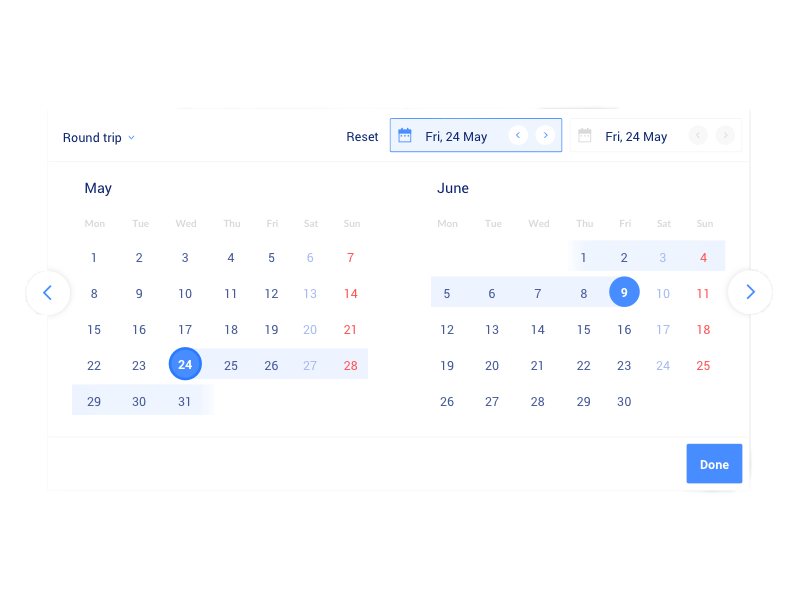 Round trip Reset Fri, 24 May Fri, 24 May
May
Mon Tue Wed Thu Fri Sat Sun
1 2 3 4 5 6 7
8 9 10 11 12 13 14
15 16 17 18 19 20 21
22 23 24 25 26 27 28
29 30 31
June
Mon Tue Wed Thu Fri Sat Sun
1 2 3 4
5 6 7 8 9 10 11
12 13 14 15 16 17 18
19 20 21 22 23 24 25
26 27 28 29 30
Done